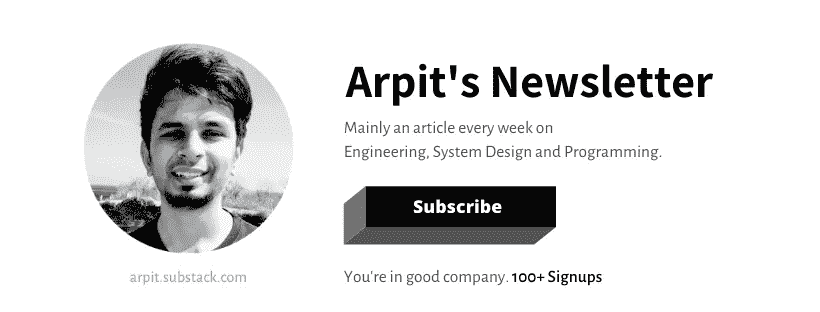 Arpit's Newsletter
Mainly an article every week on
Engineering, System Design and Programming.
Subscribe
arpit.substack.com
You're in good company. 100+ Signups